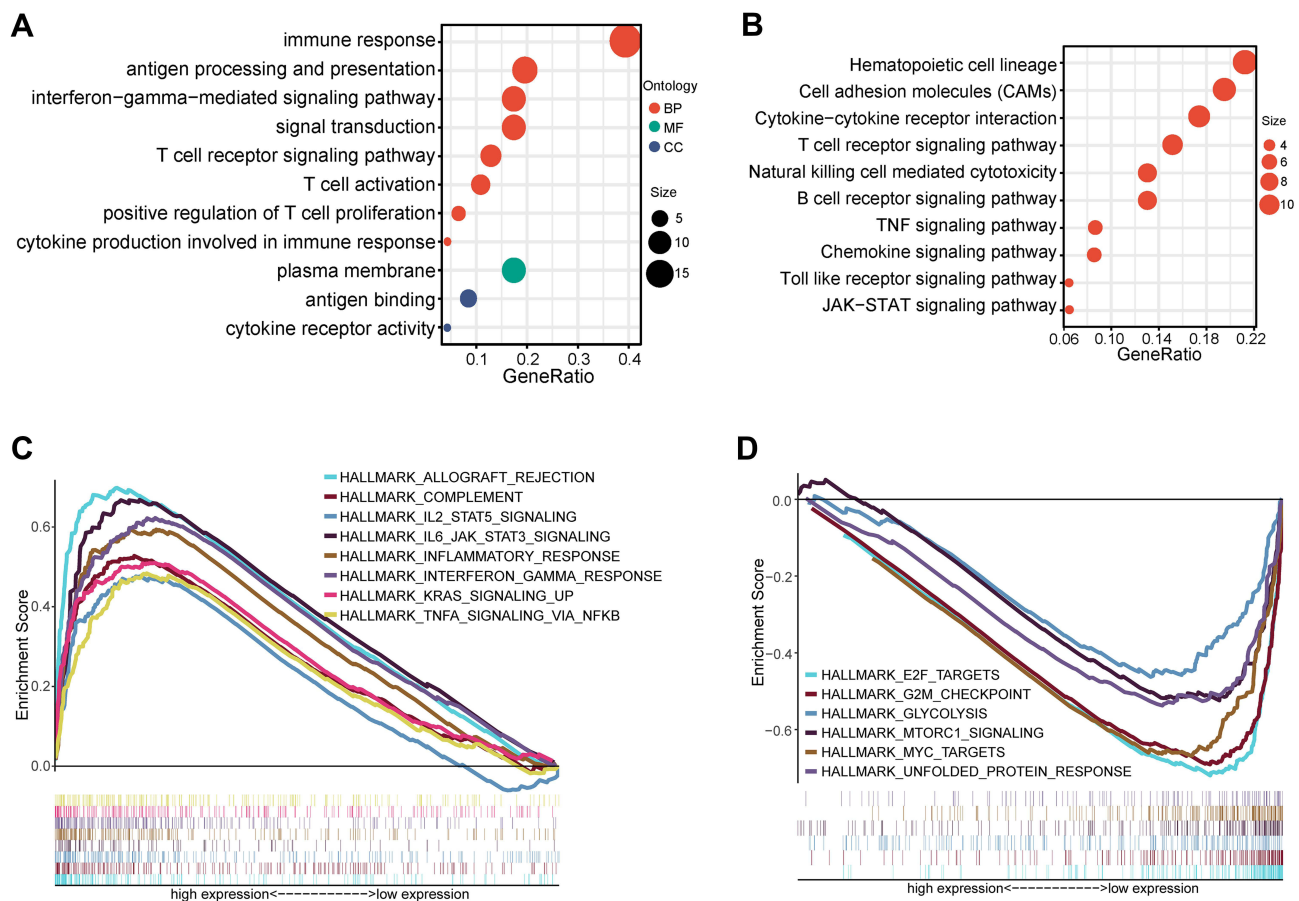 A
immune response
antigen processing and presentation
interferon−gamma−mediated signaling pathway
signal transduction
T cell receptor signaling pathway
T cell activation
positive regulation of T cell proliferation
cytokine production involved in immune response
plasma membrane
antigen binding
cytokine receptor activity
0.1 0.2 0.3 0.4
GeneRatio
Ontology
BP
MF
CC
Size
5
10
15
B
Hematopoietic cell lineage
Cell adhesion molecules (CAMs)
Cytokine−cytokine receptor interaction
T cell receptor signaling pathway
Natural killing cell mediated cytotoxicity
B cell receptor signaling pathway
TNF signaling pathway
Chemokine signaling pathway
Toll like receptor signaling pathway
JAK−STAT signaling pathway
0.06 0.10 0.14 0.18 0.22
GeneRatio
Size
4
6
8
10
C
Enrichment Score
0.6
0.4
0.2
0.0
HALLMARK_ALLOGRAFT_REJECTION
HALLMARK_COMPLEMENT
HALLMARK_IL2_STAT5_SIGNALING
HALLMARK_IL6_JAK_STAT3_SIGNALING
HALLMARK_INFLAMMATORY_RESPONSE
HALLMARK_INTERFERON_GAMMA_RESPONSE
HALLMARK_KRAS_SIGNALING_UP
HALLMARK_TNFA_SIGNALING_VIA_NFKB
high expression<------------->low expression
D
Enrichment Score
0.0
−0.2
−0.4
−0.6
HALLMARK_E2F_TARGETS
HALLMARK_G2M_CHECKPOINT
HALLMARK_GLYCOLYSIS
HALLMARK_MTORC1_SIGNALING
HALLMARK_MYC_TARGETS
HALLMARK_UNFOLDED_PROTEIN_RESPONSE
high expression<------------->low expression